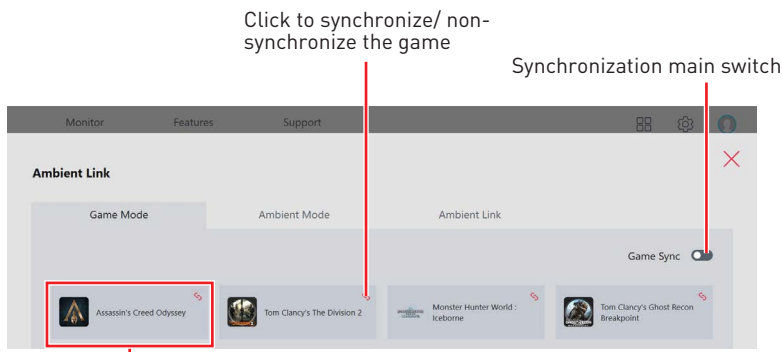 Click to synchronize/ non-
synchronize the game
Synchronization main switch
Monitor Features Support
Ambient Link
Game Mode Ambient Mode Ambient Link
Game Sync
Assassin's Creed Odyssey
Tom Clancy's The Division 2
Monster Hunter World :
Iceborne
Tom Clancy's Ghost Recon
Breakpoint